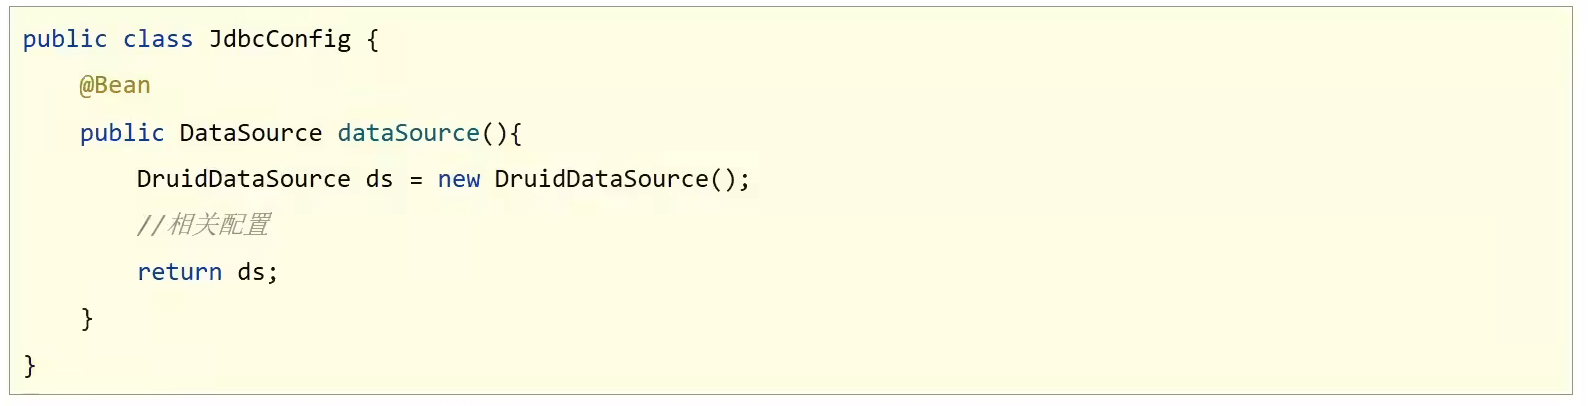 public class JdbcConfig {
    @Bean
    public DataSource dataSource(){
        DruidDataSource ds = new DruidDataSource();
        //相关配置
        return ds;
    }
}